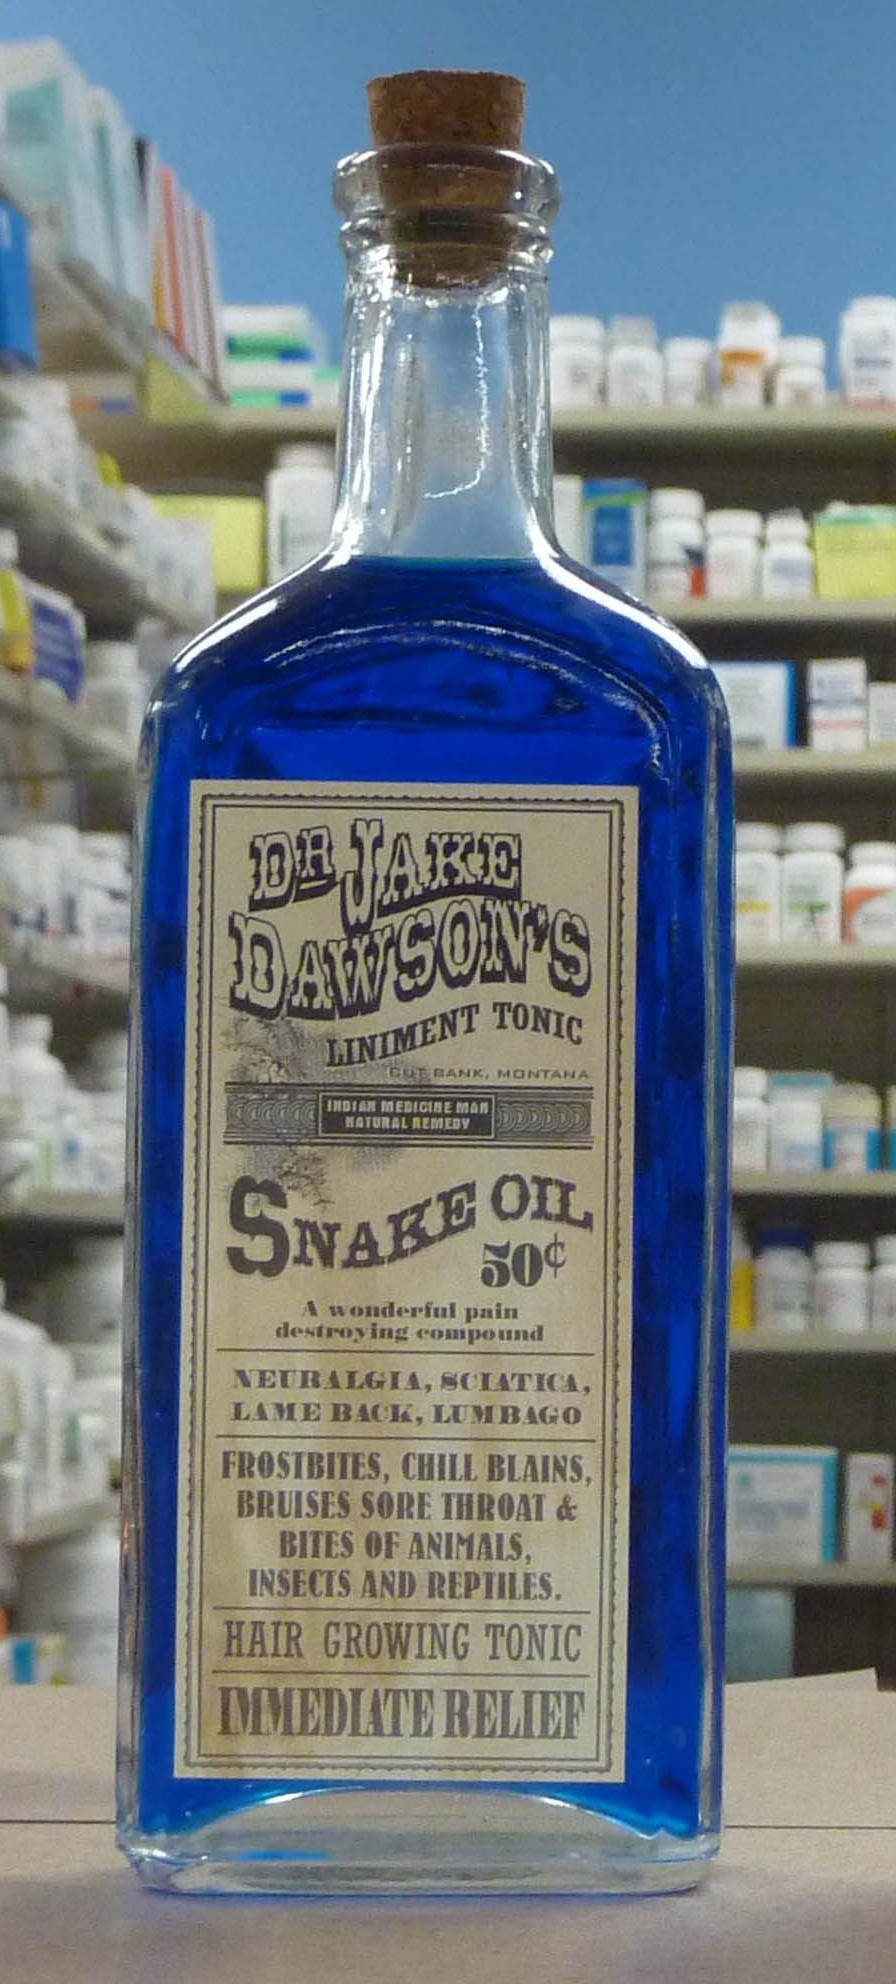 DR JAKE
DAWSON'S
LINIMENT TONIC
CUT BANK, MONTANA
INDIAN MEDICINE MAN
NATURAL REMEDY
SNAKE OIL
50¢
A wonderful pain
destroying compound
NEURALGIA, SCIATICA,
LAME BACK, LUMBAGO
FROSTBITES, CHILL BLAINS,
BRUISES SORE THROAT &
BITES OF ANIMALS,
INSECTS AND REPTILES.
HAIR GROWING TONIC
IMMEDIATE RELIEF